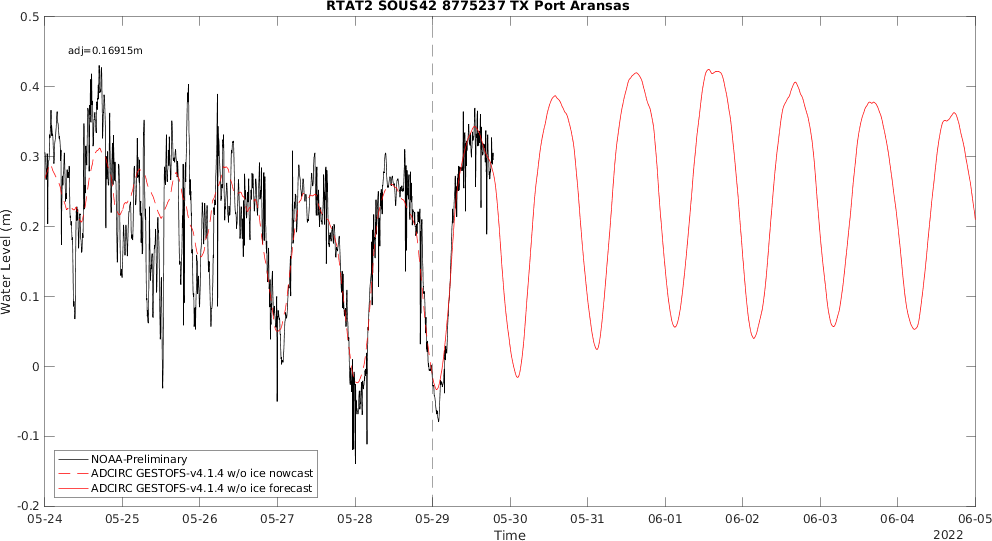 RTAT2 SOUS42 8775237 TX Port Aransas
adj=0.16915m
0.5
0.4
0.3
0.2
0.1
0
-0.1
-0.2
Water Level (m)
NOAA-Preliminary
ADCIRC GESTOFS-v4.1.4 w/o ice nowcast
ADCIRC GESTOFS-v4.1.4 w/o ice forecast
05-24 05-25 05-26 05-27 05-28 05-29 05-30 05-31 06-01 06-02 06-03 06-04 06-05
Time
2022